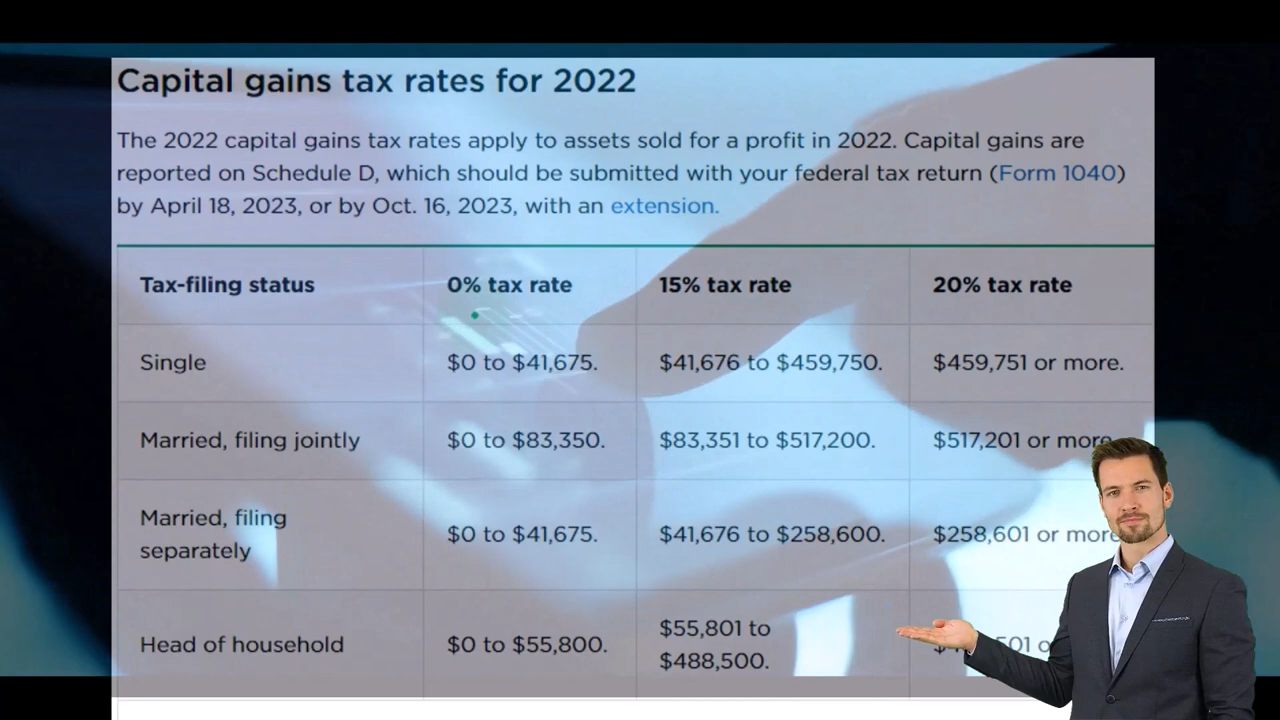 Capital gains tax rates for 2022
The 2022 capital gains tax rates apply to assets sold for a profit in 2022. Capital gains are
reported on Schedule D, which should be submitted with your federal tax return (Form 1040)
by April 18, 2023, or by Oct. 16, 2023, with an extension.
Tax-filing status 0% tax rate 15% tax rate 20% tax rate
Single $0 to $41,675. $41,676 to $459,750. $459,751 or more.
Married, filing jointly $0 to $83,350. $83,351 to $517,200. $517,201 or more
Married, filing
separately $0 to $41,675. $41,676 to $258,600. $258,601 or more
Head of household $0 to $55,800. $55,801 to
$488,500.